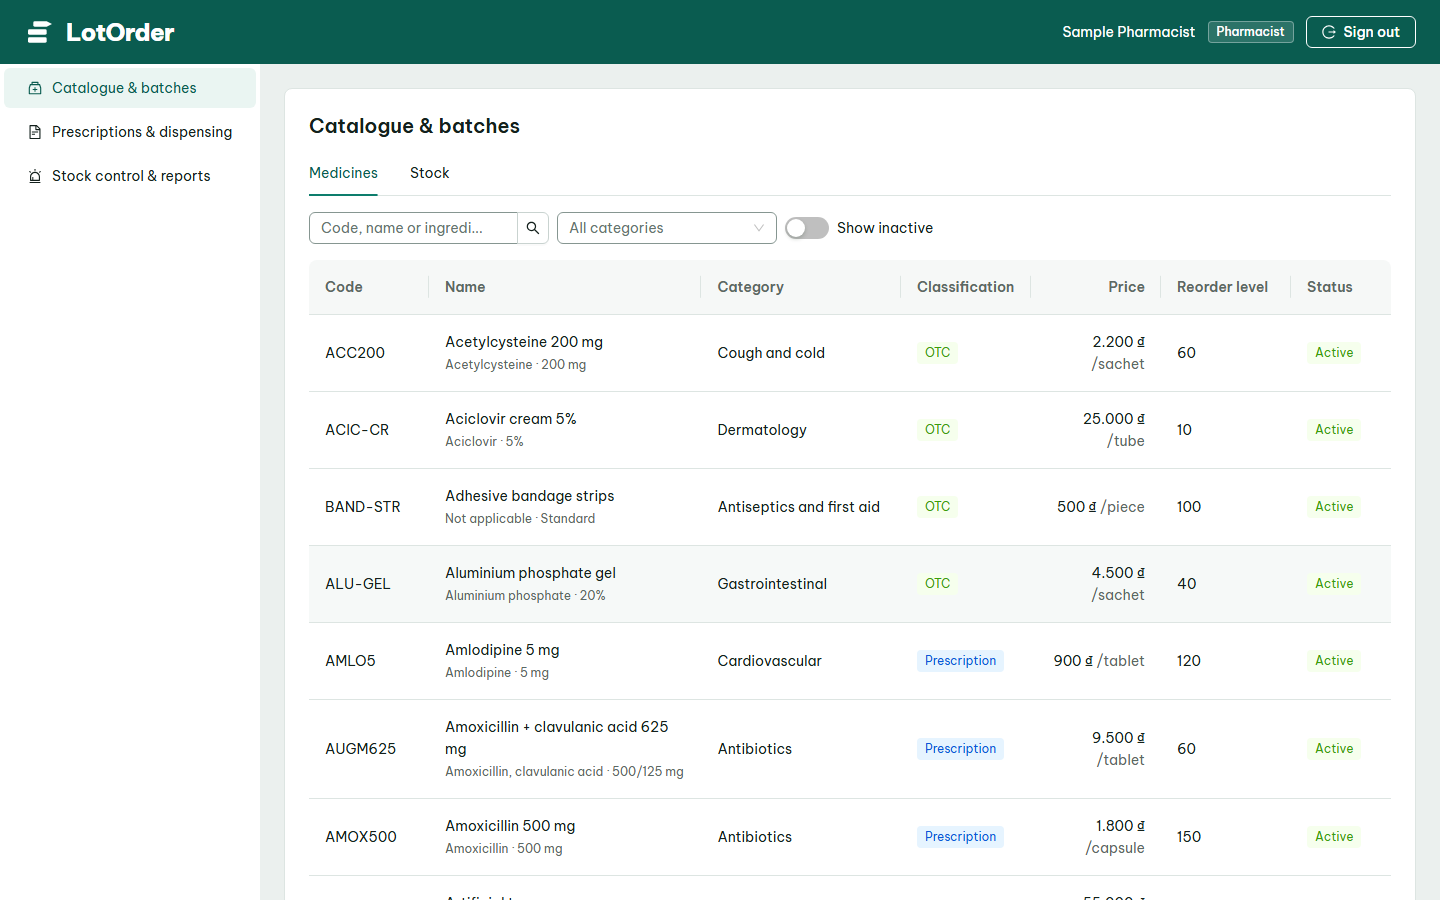 LotOrder
Sample Pharmacist
Pharmacist
Sign out
Catalogue & batches
Prescriptions & dispensing
Stock control & reports
Catalogue & batches
Medicines
Stock
Code, name or ingredi...
All categories
Show inactive
Code Name Category Classification Price Reorder level Status
ACC200
Acetylcysteine 200 mg
Acetylcysteine · 200 mg
Cough and cold
OTC
2.200 ₫
/sachet
60
Active
ACIC-CR
Aciclovir cream 5%
Aciclovir · 5%
Dermatology
OTC
25.000 ₫
/tube
10
Active
BAND-STR
Adhesive bandage strips
Not applicable · Standard
Antiseptics and first aid
OTC
500 ₫ /piece
100
Active
ALU-GEL
Aluminium phosphate gel
Aluminium phosphate · 20%
Gastrointestinal
OTC
4.500 ₫
/sachet
40
Active
AMLO5
Amlodipine 5 mg
Amlodipine · 5 mg
Cardiovascular
Prescription
900 ₫ /tablet
120
Active
AUGM625
Amoxicillin + clavulanic acid 625
mg
Amoxicillin, clavulanic acid · 500/125 mg
Antibiotics
Prescription
9.500 ₫
/tablet
60
Active
AMOX500
Amoxicillin 500 mg
Amoxicillin · 500 mg
Antibiotics
Prescription
1.800 ₫
/capsule
150
Active